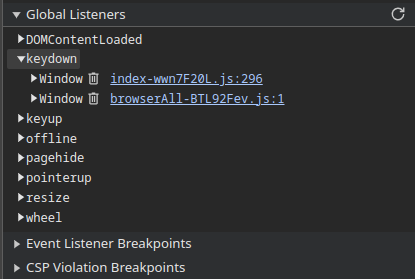 Global Listeners
DOMContentLoaded
keydown
Window index-wwn7F20L.js:296
Window browserAll-BTL92Fev.js:1
keyup
offline
pagehide
pointerup
resize
wheel
Event Listener Breakpoints
CSP Violation Breakpoints